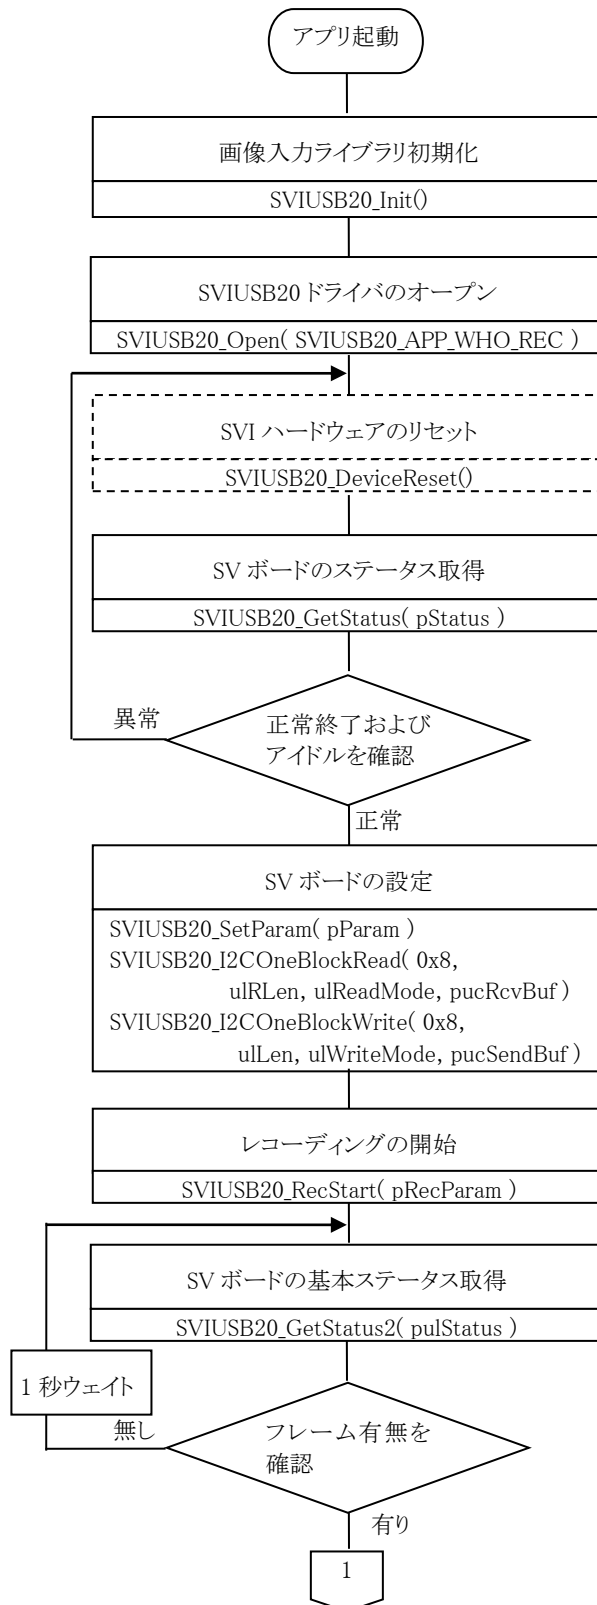 アプリ起動
画像入力ライブラリ初期化
SVIUSB20_Init()
SVIUSB20 ドライバのオープン
SVIUSB20_Open( SVIUSB20_APP_WHO_REC )
SVI ハードウェアのリセット
SVIUSB20_DeviceReset()
SV ボードのステータス取得
SVIUSB20_GetStatus( pStatus )
異常
正常終了および
アイドルを確認
正常
SV ボードの設定
SVIUSB20_SetParam( pParam )
SVIUSB20_I2COneBlockRead( 0x8,
ulRLen, ulReadMode, pucRcvBuf )
SVIUSB20_I2COneBlockWrite( 0x8,
ulLen, ulWriteMode, pucSendBuf )
レコーディングの開始
SVIUSB20_RecStart( pRecParam )
SV ボードの基本ステータス取得
SVIUSB20_GetStatus2( pulStatus )
1 秒ウェイト
無し
フレーム有無を
確認
有り
1